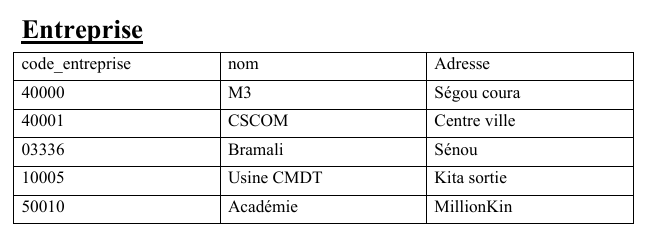 Entreprise
code_entreprise nom Adresse
40000 M3 Ségou coura
40001 CSCOM Centre ville
03336 Bramali Sénou
10005 Usine CMDT Kita sortie
50010 Académie MillionKin